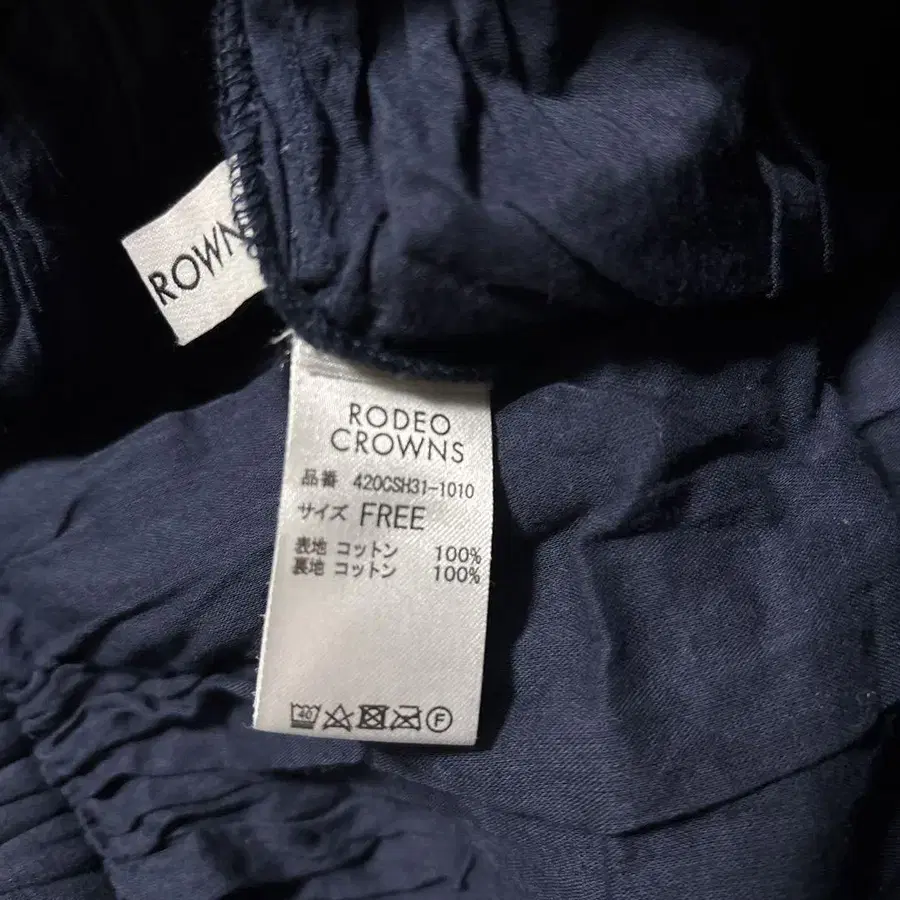 ROWN
RODEO
CROWNS
品番 420CSH31-1010
サイズ FREE
表地 コットン 100%
裏地 コットン 100%
40 F